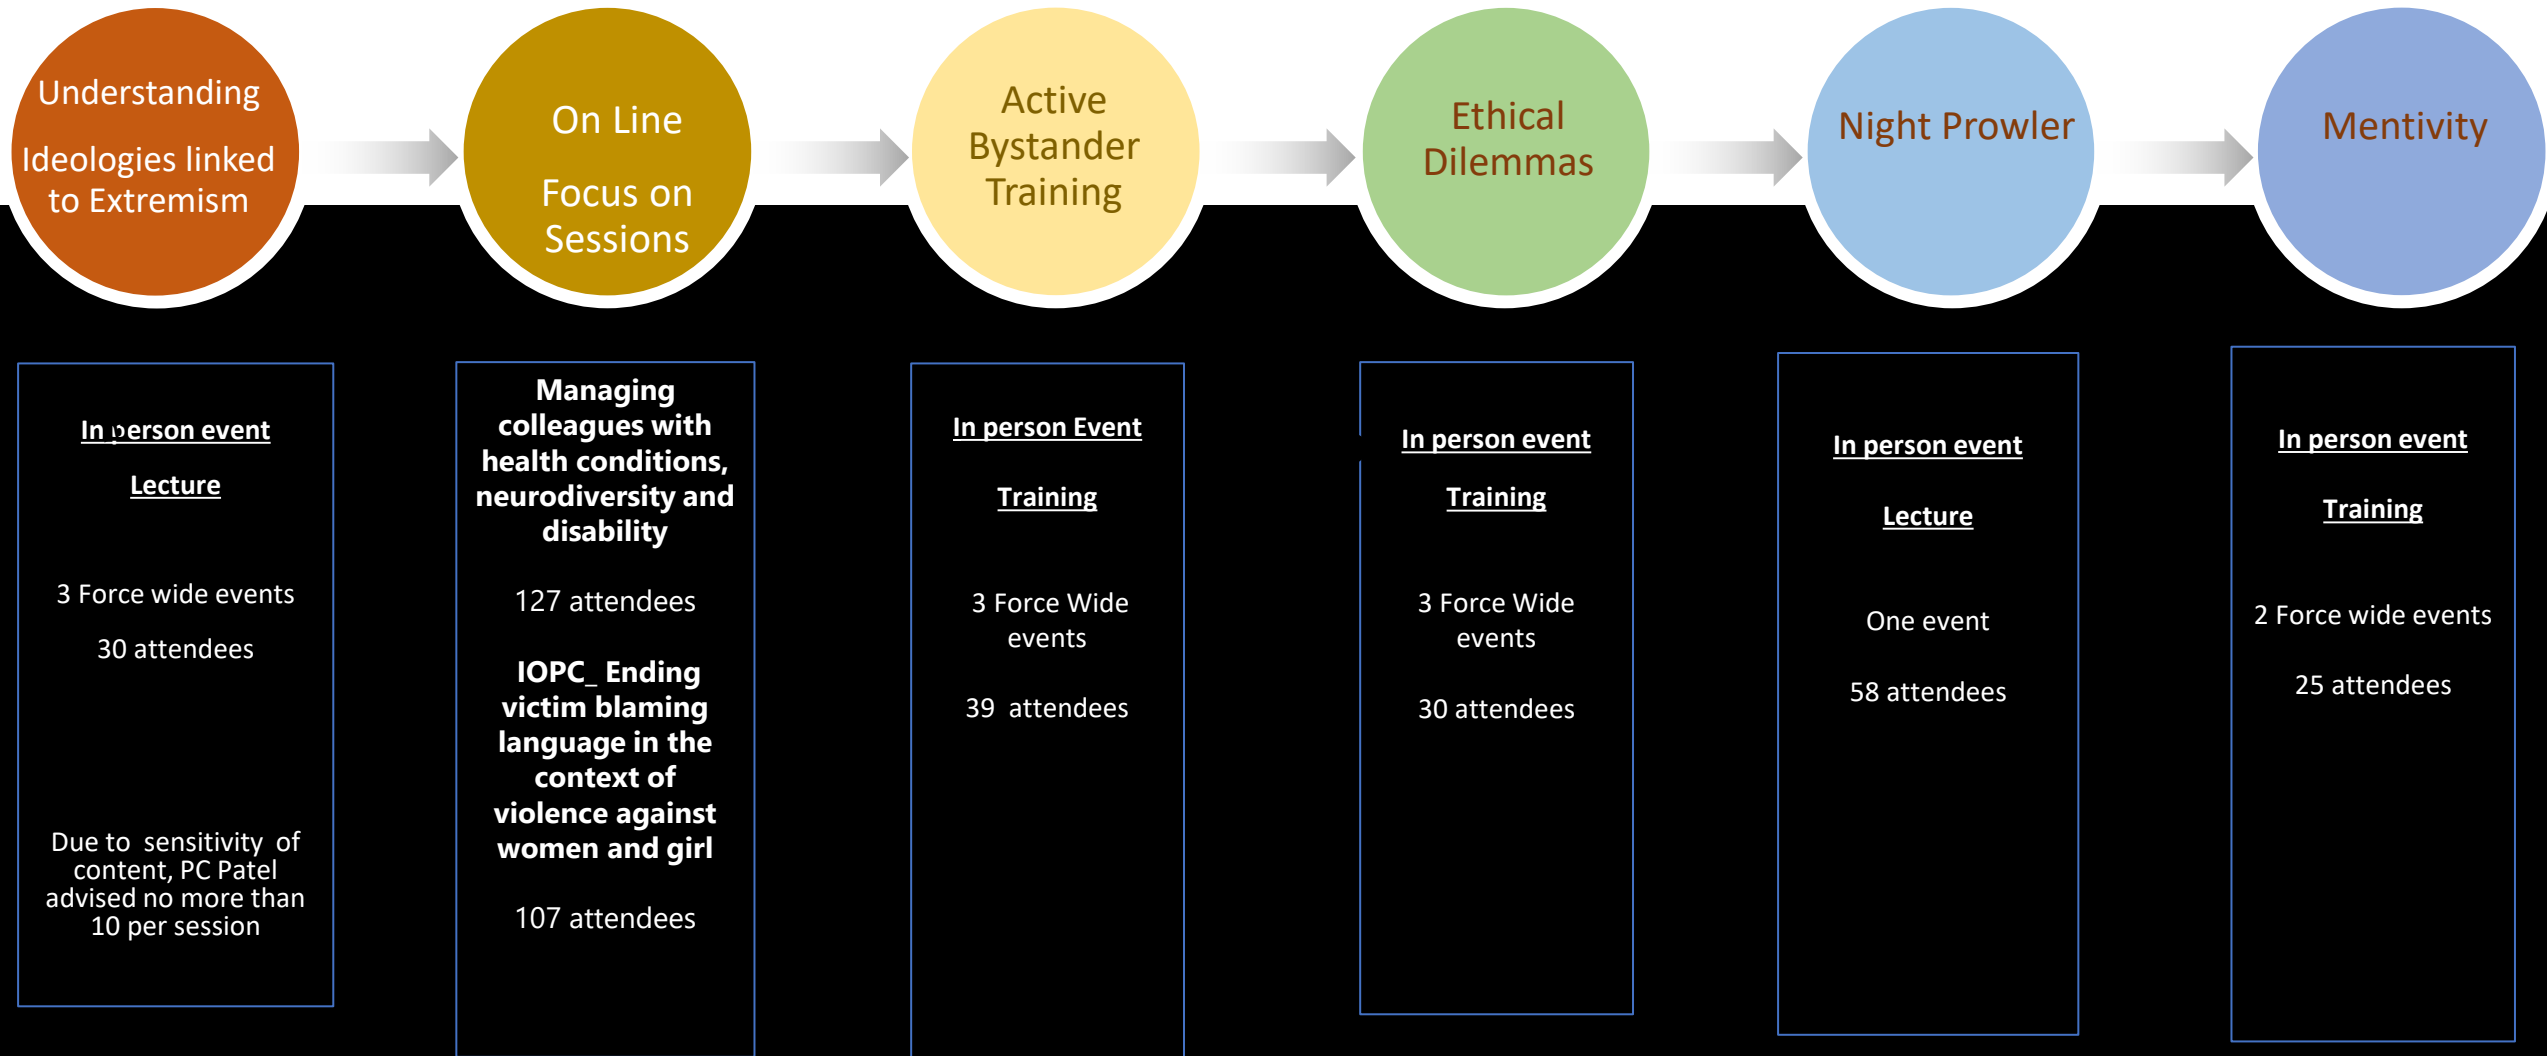 Understanding
Ideologies linked
to Extremism
On Line
Focus on
Sessions
Active
Bystander
Training
Ethical
Dilemmas
Night Prowler
Mentivity
In person event
Lecture
3 Force wide events
30 attendees
Due to sensitivity of
content, PC Patel
advised no more than
10 per session
Managing
colleagues with
health conditions,
neurodiversity and
disability
127 attendees
IOPC_ Ending
victim blaming
language in the
context of
violence against
women and girl
107 attendees
In person Event
Training
3 Force Wide
events
39 attendees
In person event
Training
3 Force Wide
events
30 attendees
In person event
Lecture
One event
58 attendees
In person event
Training
2 Force wide events
25 attendees